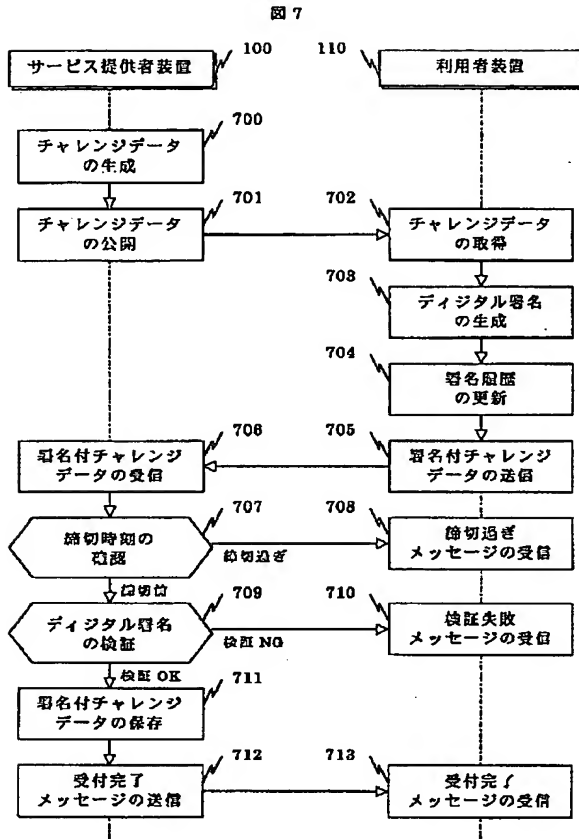 図 7
サービス提供者装置
100
110
利用者装置
700
チャレンジデータ
の生成
701
チャレンジデータ
の公開
702
チャレンジデータ
の取得
703
ディジタル署名
の生成
704
署名履歴
の更新
706
署名付チャレンジ
データの受信
705
署名付チャレンジ
データの送信
707
締切時刻の
確認
締切過ぎ
708
締切過ぎ
メッセージの受信
締切前
709
ディジタル署名
の検証
検証 NG
710
検証失敗
メッセージの受信
検証 OK
711
署名付チャレンジ
データの保存
712
受付完了
メッセージの送信
713
受付完了
メッセージの受信